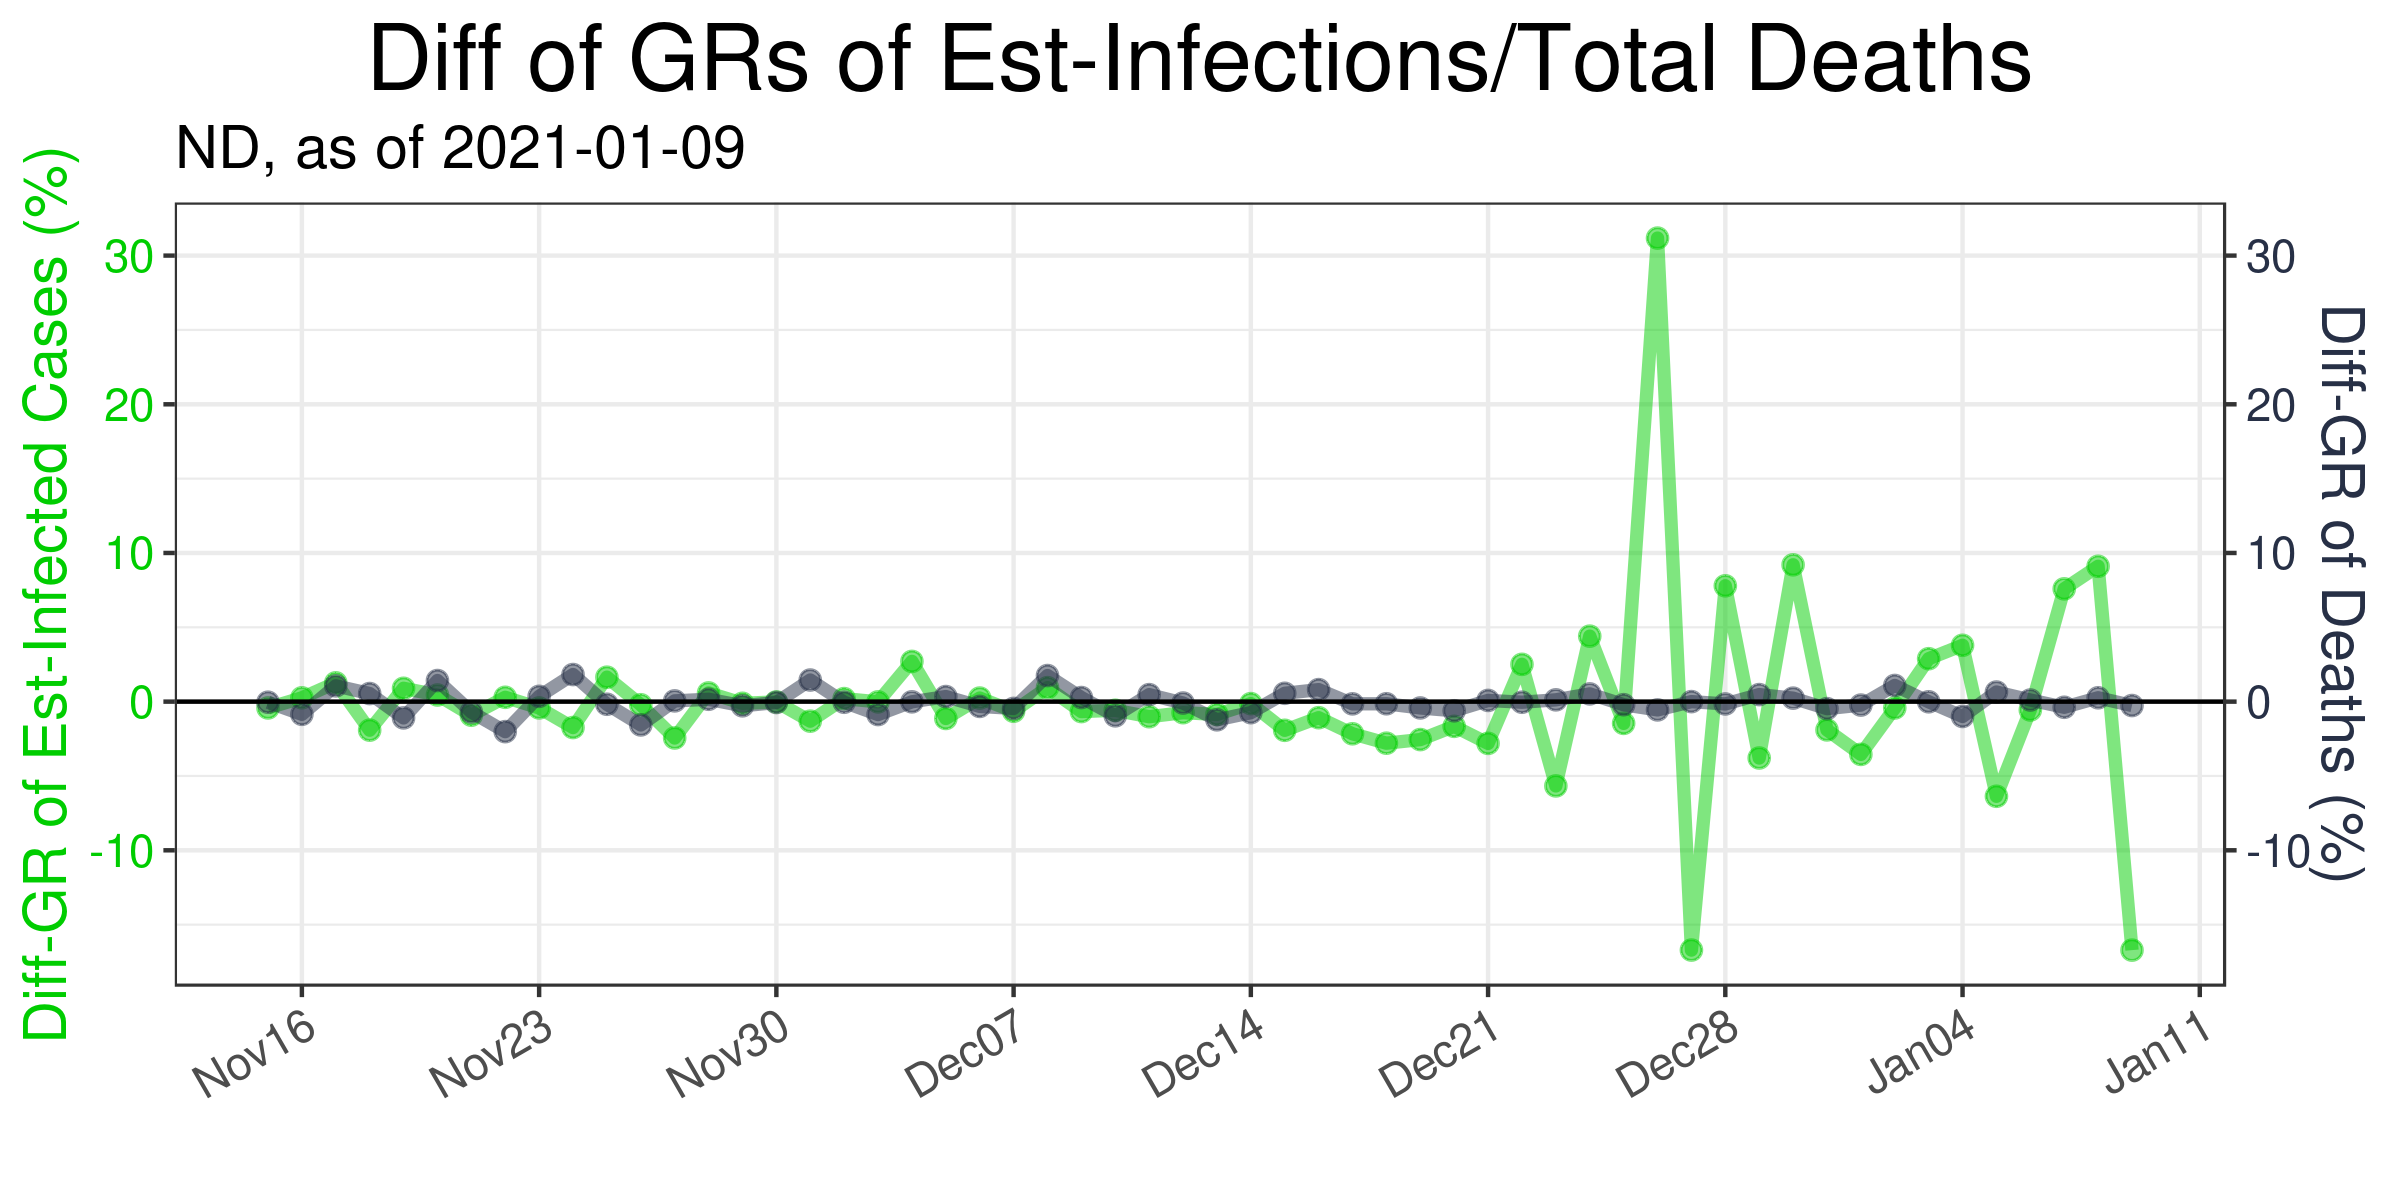 Diff of GRs of Est-Infections/Total Deaths
ND, as of 2021-01-09
Diff-GR of Est-Infected Cases (%)
30
20
10
0
-10
30
20
10
0
-10
Diff-GR of Deaths (%)
Nov16
Nov23
Nov30
Dec07
Dec14
Dec21
Dec28
Jan04
Jan11